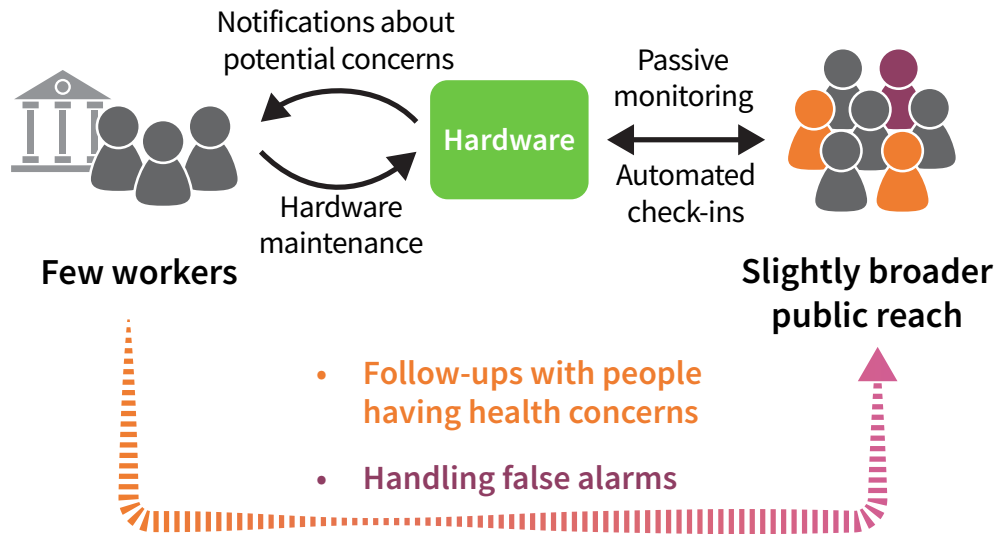 Notifications about
potential concerns
Hardware
Passive
monitoring
Automated
check-ins
Hardware
maintenance
Few workers
Slightly broader
public reach
• Follow-ups with people
having health concerns
• Handling false alarms